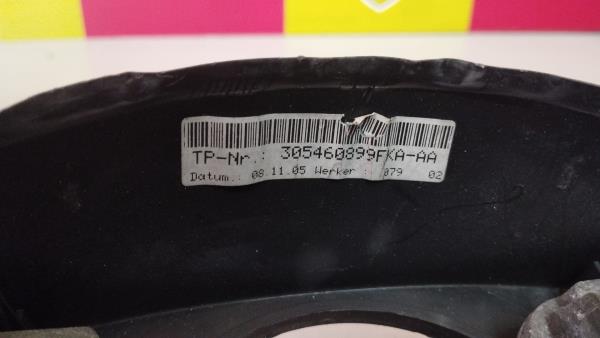 TP-Nr.: 305460899FKA-AA
Datum.: 08.11.05 Werker.: 079 02